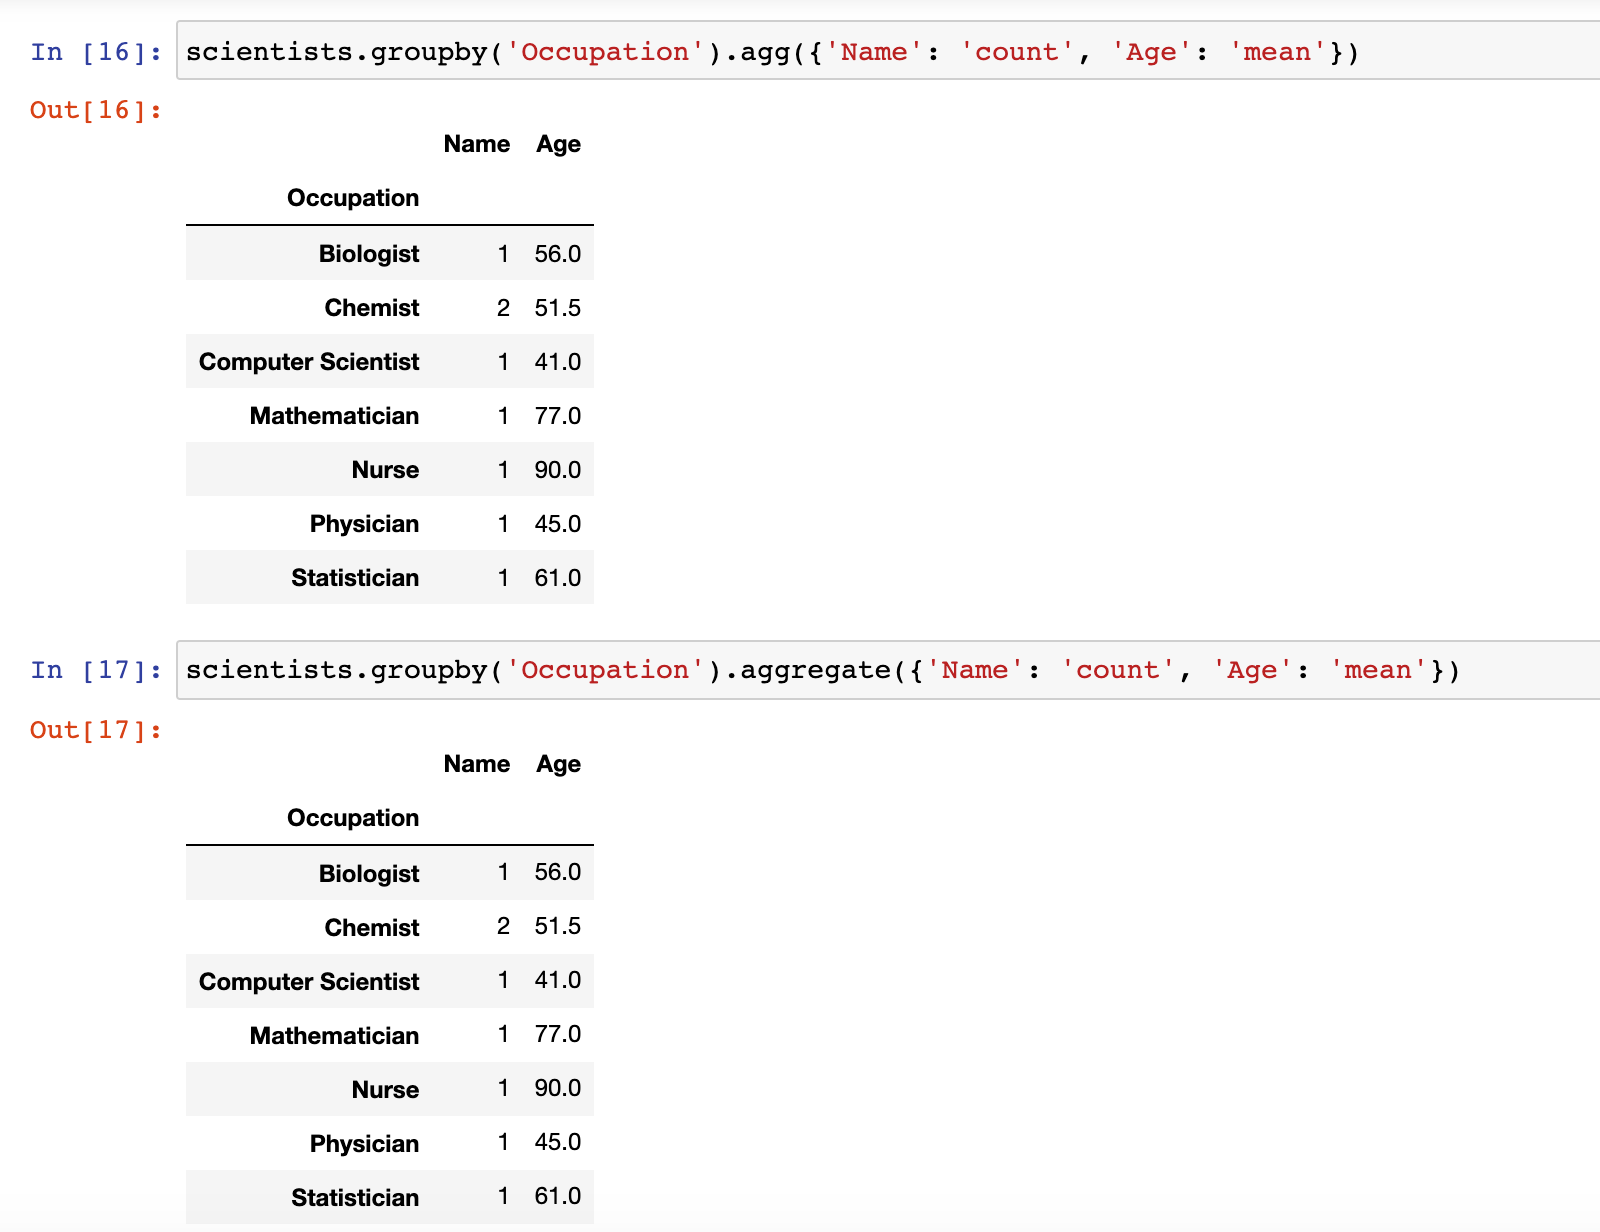 In [16]: scientists.groupby('Occupation').agg({'Name': 'count', 'Age': 'mean'})
Out[16]:
Name Age
Occupation
Biologist 1 56.0
Chemist 2 51.5
Computer Scientist 1 41.0
Mathematician 1 77.0
Nurse 1 90.0
Physician 1 45.0
Statistician 1 61.0
In [17]: scientists.groupby('Occupation').aggregate({'Name': 'count', 'Age': 'mean'})
Out[17]:
Name Age
Occupation
Biologist 1 56.0
Chemist 2 51.5
Computer Scientist 1 41.0
Mathematician 1 77.0
Nurse 1 90.0
Physician 1 45.0
Statistician 1 61.0